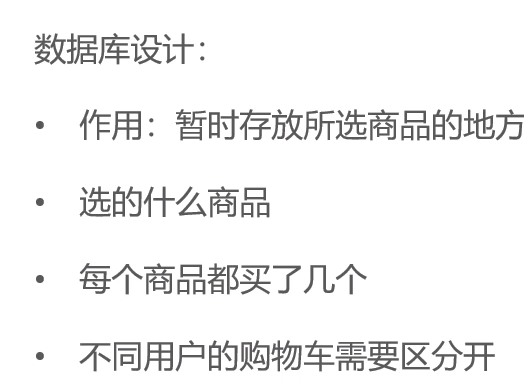 数据库设计：
• 作用：暂时存放所选商品的地方
• 选的什么商品
• 每个商品都买了几个
• 不同用户的购物车需要区分开